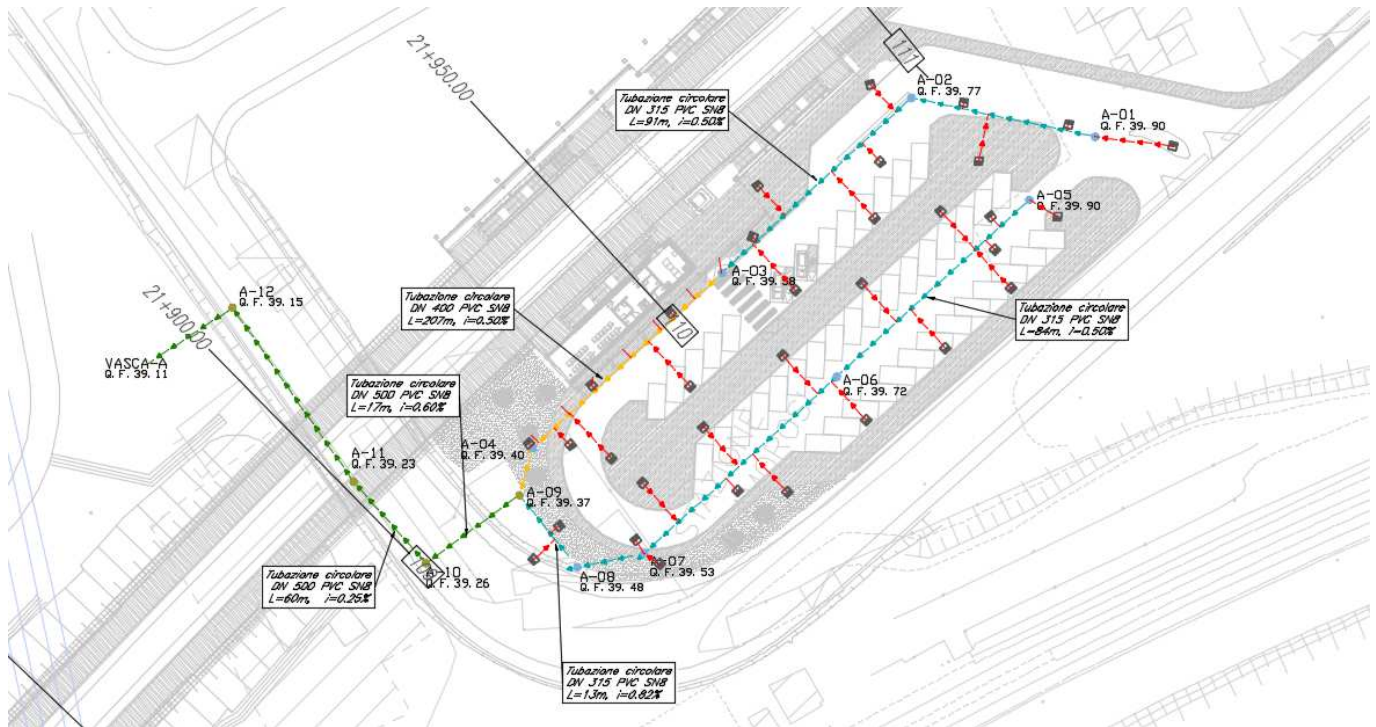 21+950.00
111
A-02
Q. F. 39. 77
Tubazione circolare
DN 315 PVC SN8
L=91m, i=0.50%
A-01
Q. F. 39. 90
A-05
Q. F. 39. 90
A-03
Q. F. 39. 58
A-12
Q. F. 39. 15
21+900.00
Tubazione circolare
DN 400 PVC SN8
L=207m, i=0.50%
Tubazione circolare
DN 315 PVC SN8
L=84m, i=0.50%
VASCA-A
Q. F. 39. 11
Tubazione circolare
DN 500 PVC SN8
L=17m, i=0.60%
A-06
Q. F. 39. 72
A-04
Q. F. 39. 40
A-11
Q. F. 39. 23
A-09
Q. F. 39. 37
A-10
Q. F. 39. 26
A-07
Q. F. 39. 53
A-08
Q. F. 39. 48
Tubazione circolare
DN 500 PVC SN8
L=60m, i=0.25%
Tubazione circolare
DN 315 PVC SN8
L=13m, i=0.82%